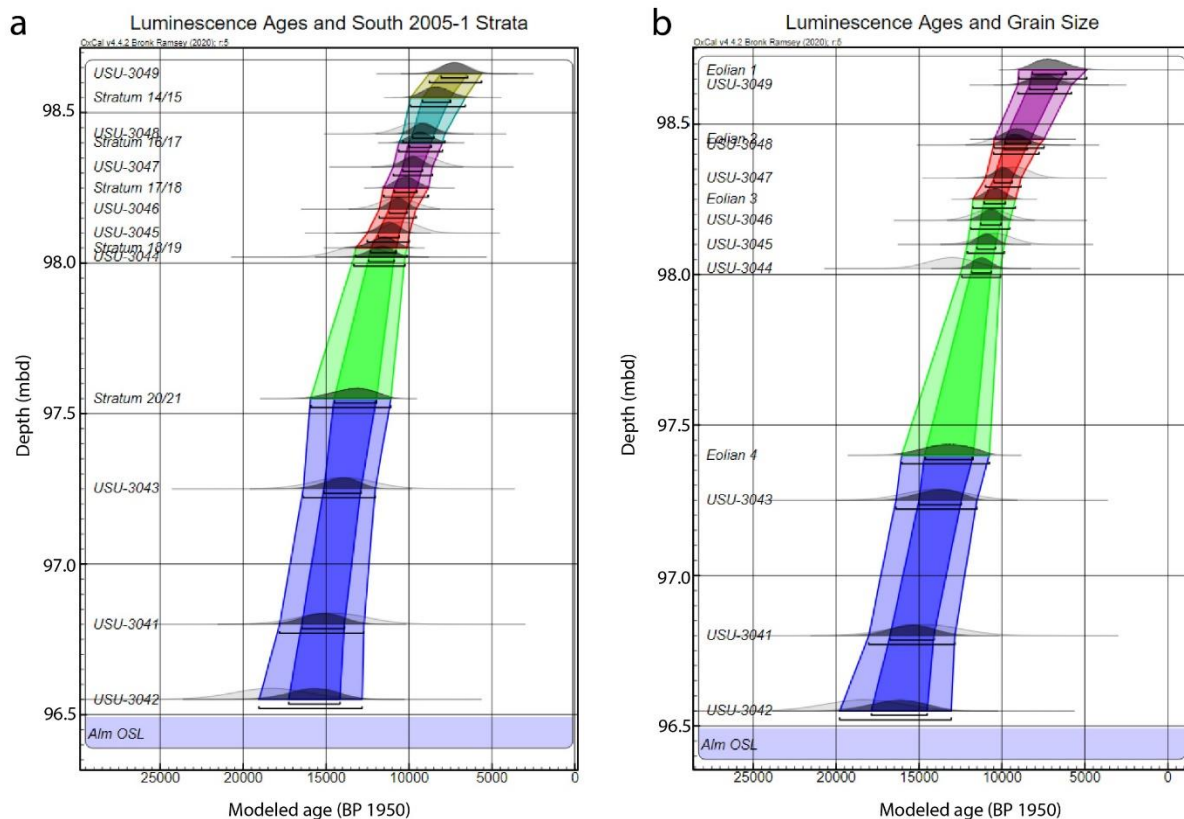 a
Luminescence Ages and South 2005-1 Strata
OxCal v4.4.2 Bronk Ramsey (2020); r:5
USU-3049
Stratum 14/15
98.5
USU-3048
Stratum 16/17
USU-3047
Stratum 17/18
USU-3046
USU-3045
Stratum 18/19
USU-3044
98.0
Stratum 20/21
97.5
USU-3043
97.0
USU-3041
USU-3042
96.5
Alm OSL
Depth (mbd)
25000 20000 15000 10000 5000 0
Modeled age (BP 1950)
b
Luminescence Ages and Grain Size
OxCal v4.4.2 Bronk Ramsey (2020); r:5
Eolian 1
USU-3049
98.5
Eolian 2
USU-3048
USU-3047
Eolian 3
USU-3046
USU-3045
USU-3044
98.0
97.5
Eolian 4
USU-3043
97.0
USU-3041
USU-3042
96.5
Alm OSL
Depth (mbd)
25000 20000 15000 10000 5000 0
Modeled age (BP 1950)